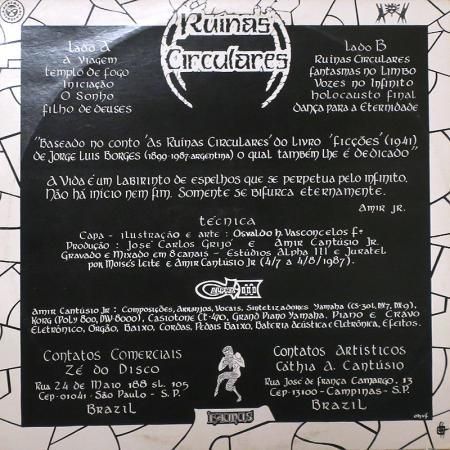 Ruinas
Circulares
Lado A
A Viagem
templo de fogo
Iniciação
O Sonho
filho de deuses
Lado B
Ruinas Circulares
fantasmas no Limbo
Vozes no Infinito
Holocausto final
dança para a Eternidade
"Baseado no conto 'As Ruínas Circulares' do livro 'Ficções' (1941)
de Jorge Luis Borges (1899-1987-argentina) o qual também lhe é dedicado"
A Vida é um labirinto de espelhos que se perpetua pelo infinito.
Não há início nem fim. Somente se bifurca eternamente.
Amir Jr.
técnica
Capa - ilustração e arte: Oswaldo H. Vasconcelos Fº
Produção: José Carlos Grijó e Amir Cantúsio Jr.
Gravado e Mixado em 8 canais - Estúdios Alpha III e Juratel
por Moisés Leite e Amir Cantúsio Jr (4/7 a 4/8/1987).
III
Amir Cantúsio Jr: Composições, arranjos, Vocais, Sintetizadores Yamaha (CS-30L, DX7, DX-9),
Korg (Poly 800, DW-8000), Casiotone Ct-470, Grand Piano Yamaha, Piano e Cravo
Eletrônico, Orgão, Baixo, Cordas, Pedais Baixo, Bateria acústica e Eletrônica, Efeitos.
Contatos Comerciais
Zé do Disco
Rua 24 de Maio 188 sl. 105
Cep-01041-São Paulo-S.P.
Brazil
Contatos Artísticos
Cathia A. Cantúsio
Rua José de França Camargo, 13
Cep-13100-Campinas-S.P.
Brazil
Faunus